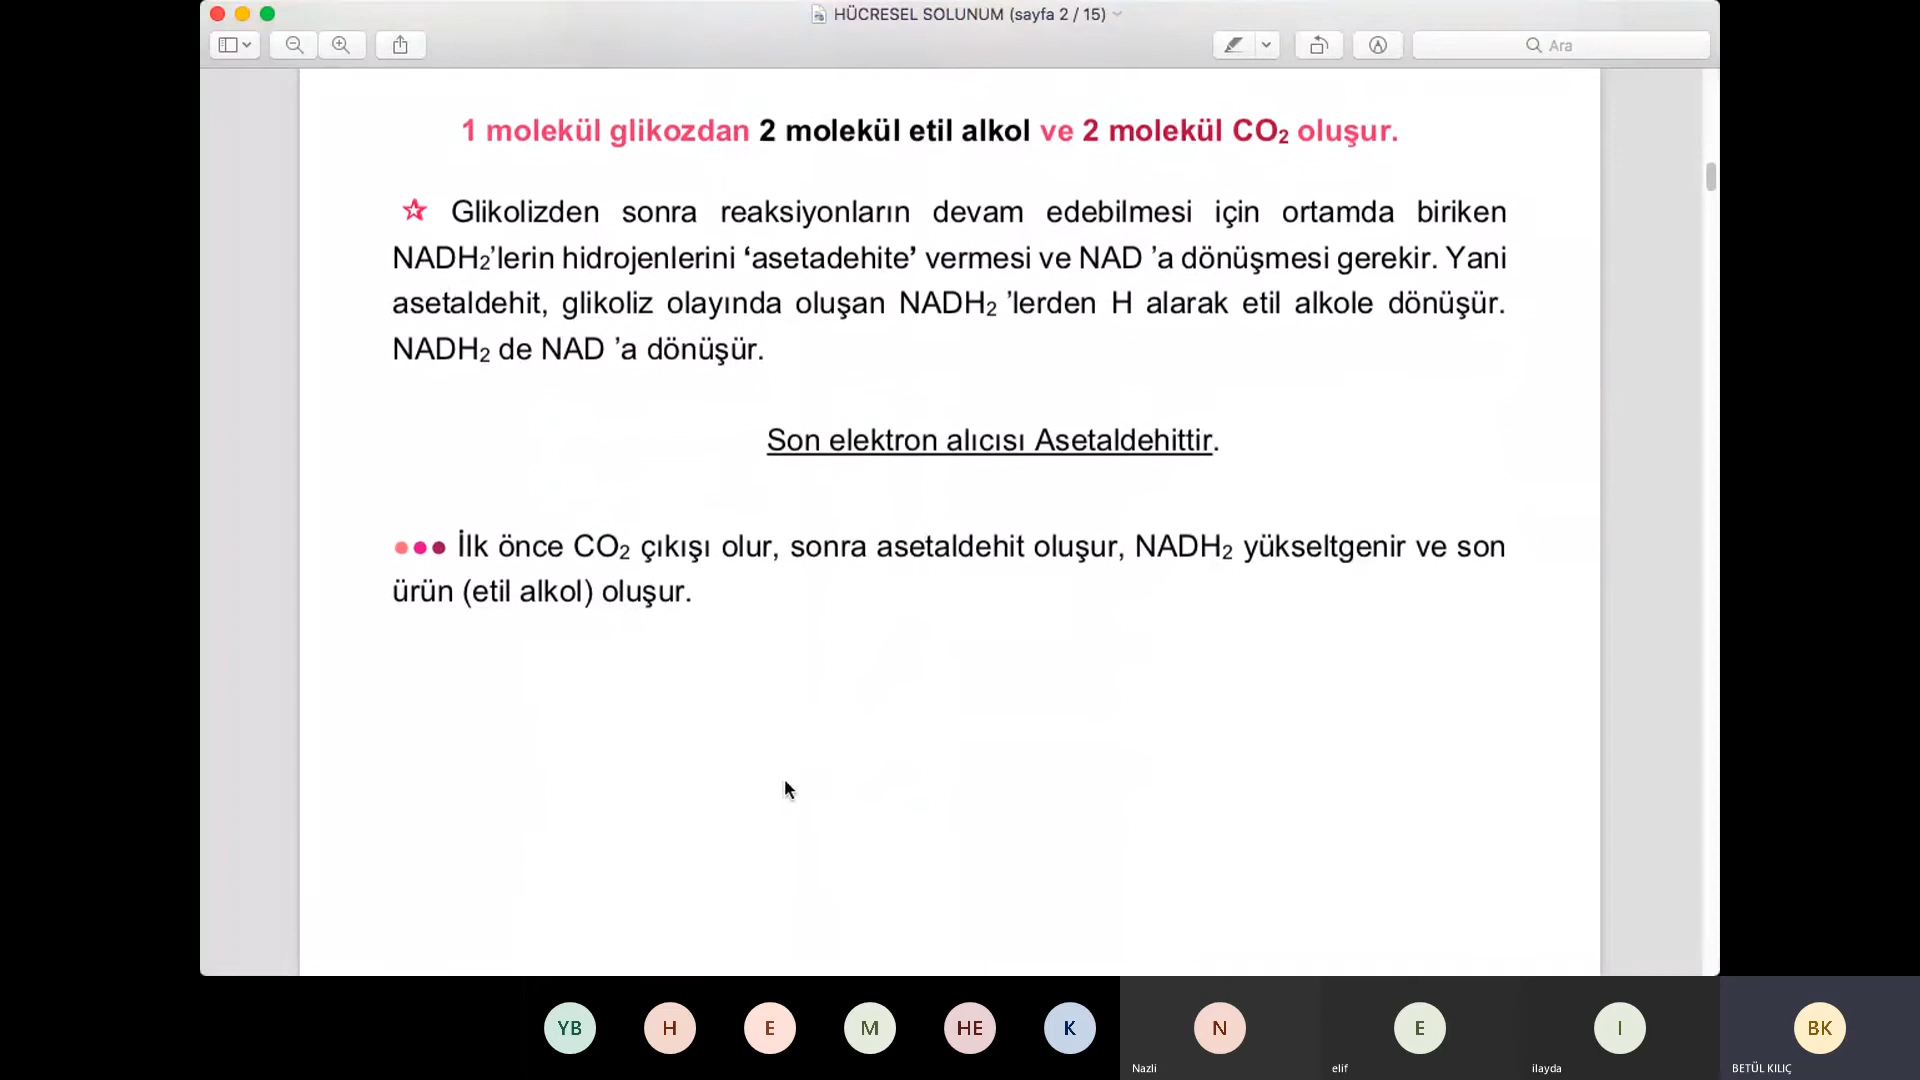 HÜCRESEL SOLUNUM (sayfa 2 / 15)
Ara
1 molekül glikozdan 2 molekül etil alkol ve 2 molekül CO₂ oluşur.
☆ Glikolizden sonra reaksiyonların devam edebilmesi için ortamda biriken
NADH₂’lerin hidrojenlerini ‘asetadehite’ vermesi ve NAD ’a dönüşmesi gerekir. Yani
asetaldehit, glikoliz olayında oluşan NADH₂ ’lerden H alarak etil alkole dönüşür.
NADH₂ de NAD ’a dönüşür.
Son elektron alıcısı Asetaldehittir.
●●● İlk önce CO₂ çıkışı olur, sonra asetaldehit oluşur, NADH₂ yükseltgenir ve son
ürün (etil alkol) oluşur.
YB H E M HE K N E I BK
Nazli elif ilayda BETÜL KILIÇ